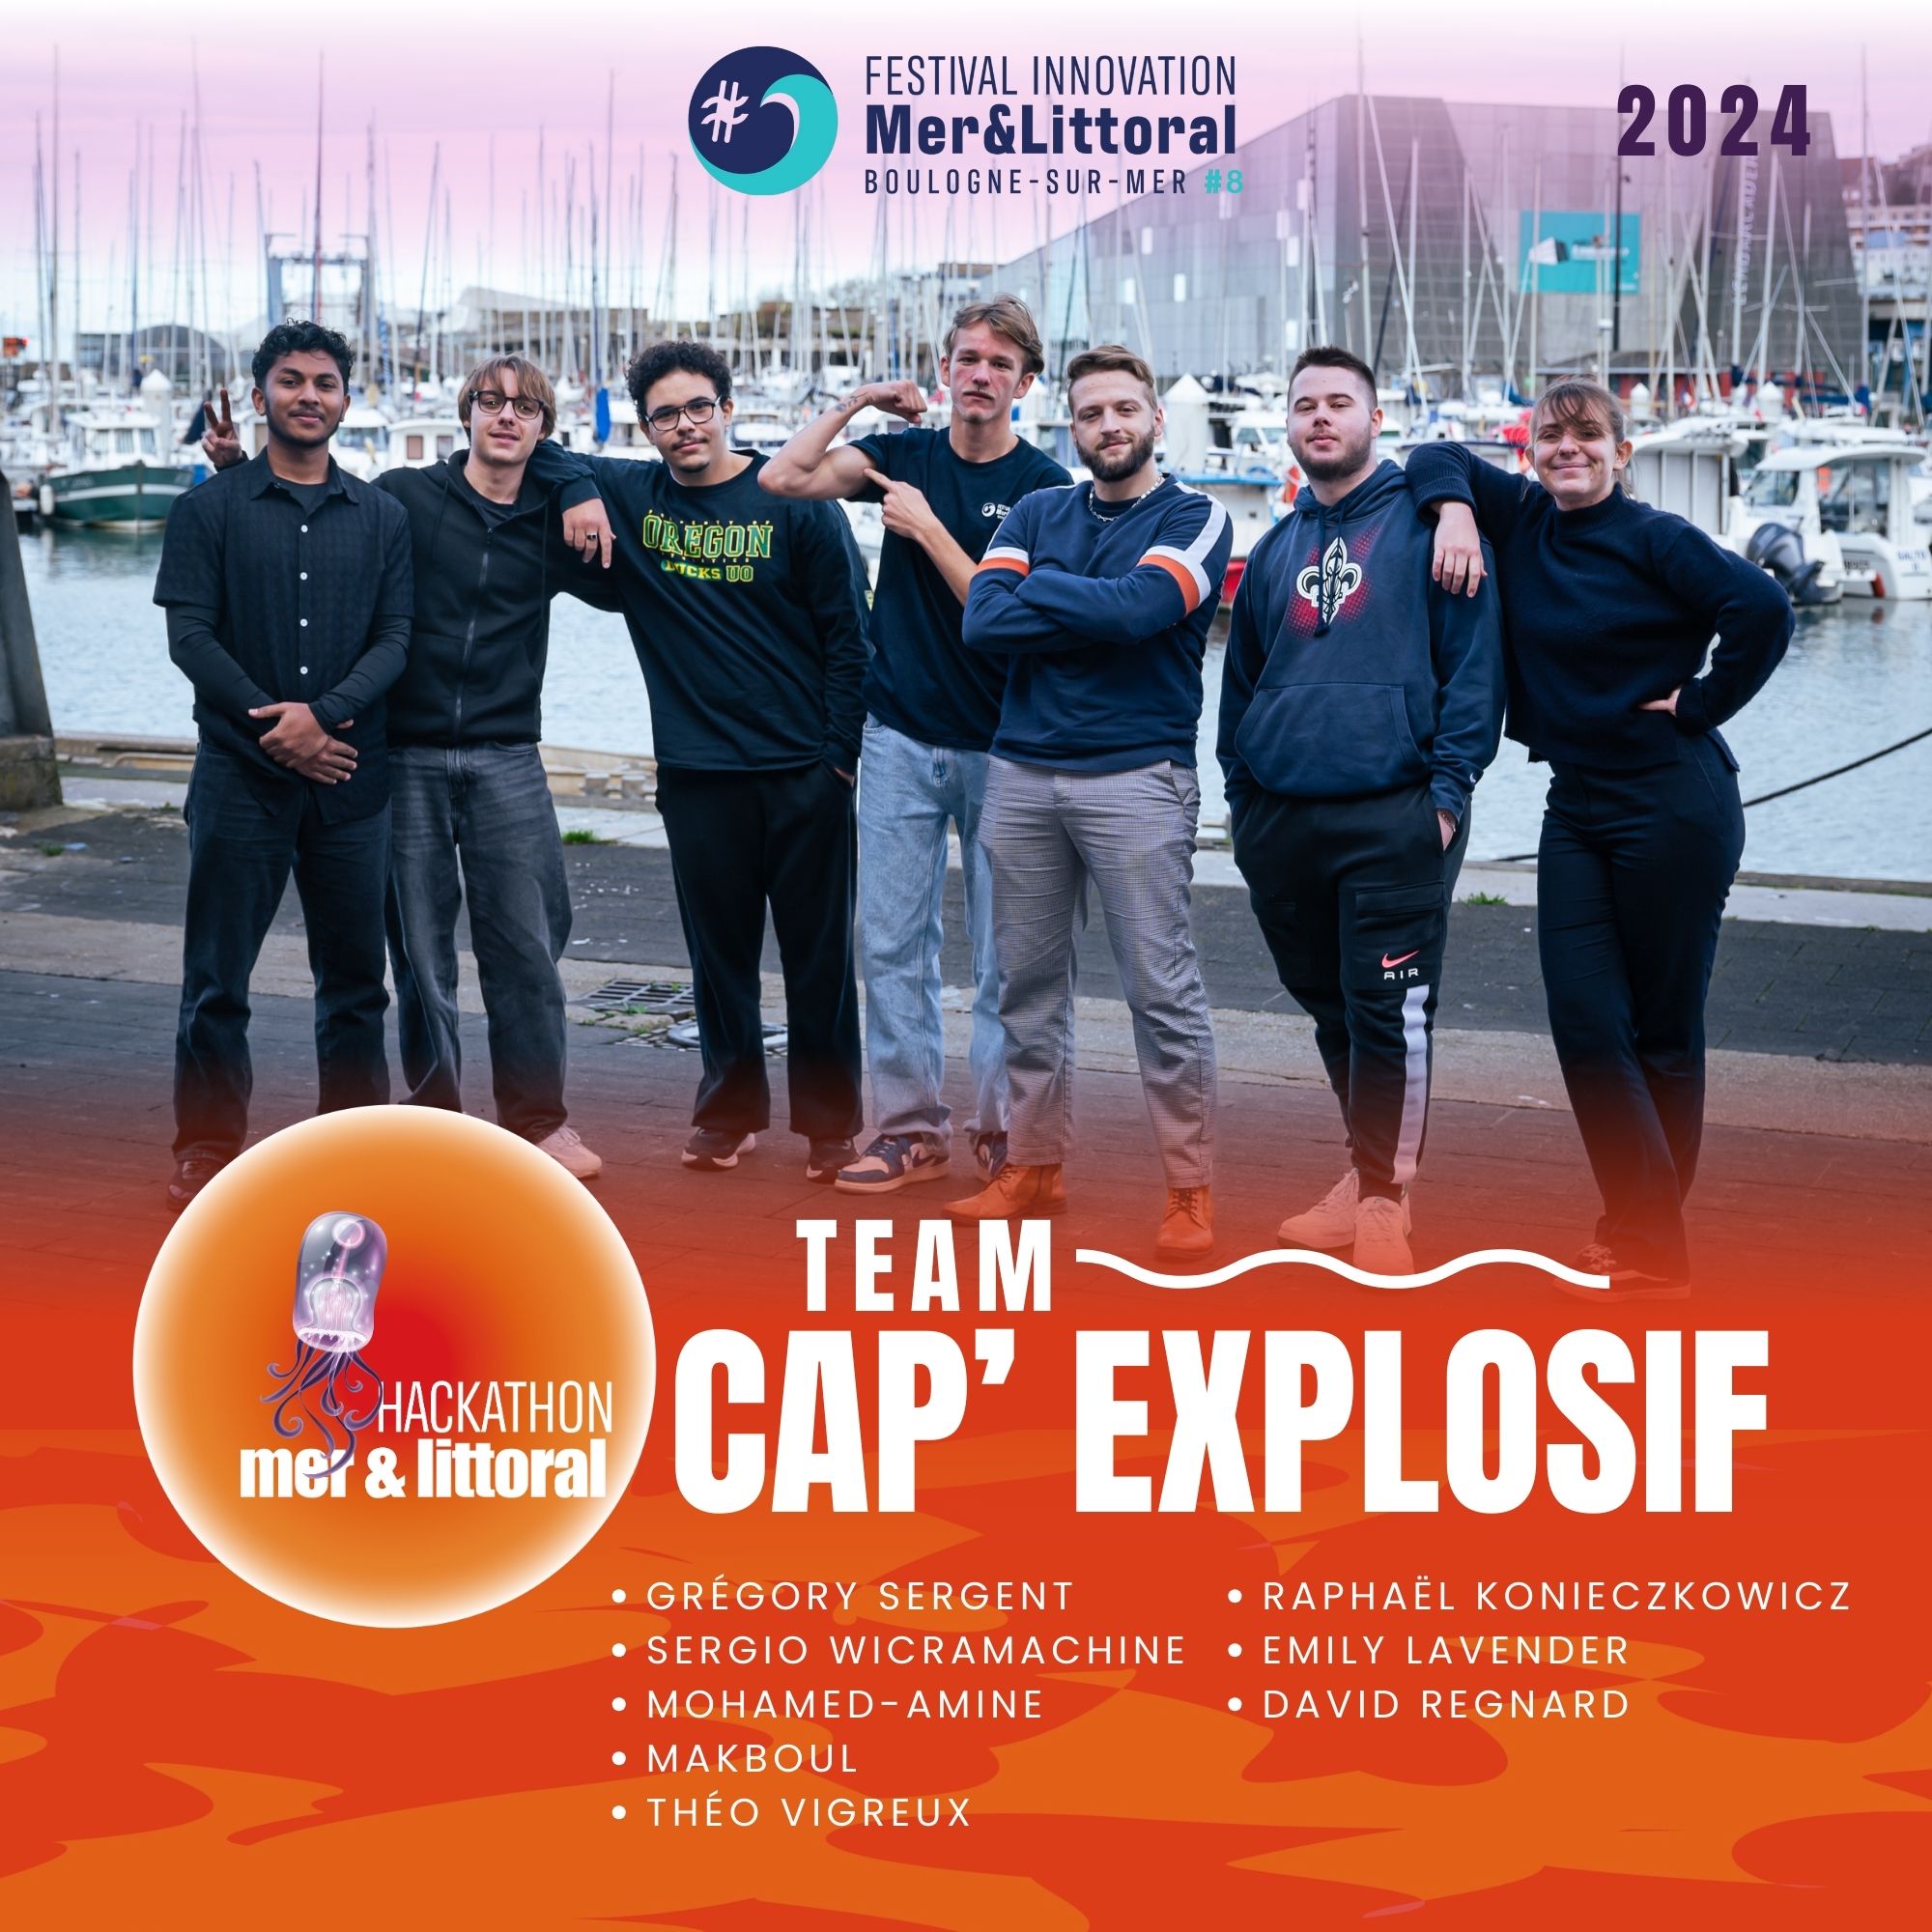 FESTIVAL INNOVATION
Mer&Littoral
BOULOGNE-SUR-MER #8
2024
OREGON
DUCKS UO
AIR
HACKATHON
mer & littoral
TEAM
CAP’ EXPLOSIF
• GRÉGORY SERGENT
• SERGIO WICRAMACHINE
• MOHAMED-AMINE
• MAKBOUL
• THÉO VIGREUX
• RAPHAËL KONIECZKOWICZ
• EMILY LAVENDER
• DAVID REGNARD